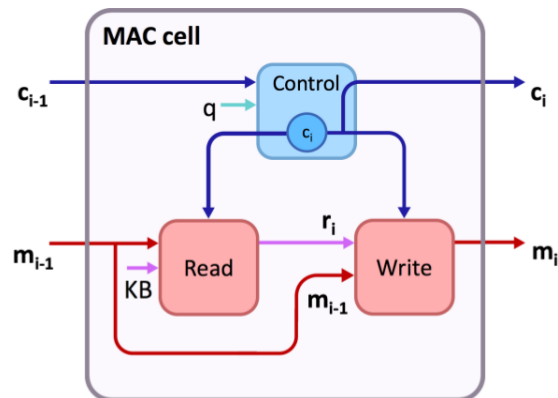 MAC cell
Control
c_{i-1}
c_i
q
c_i
r_i
m_{i-1}
m_i
Read
Write
KB
m_{i-1}